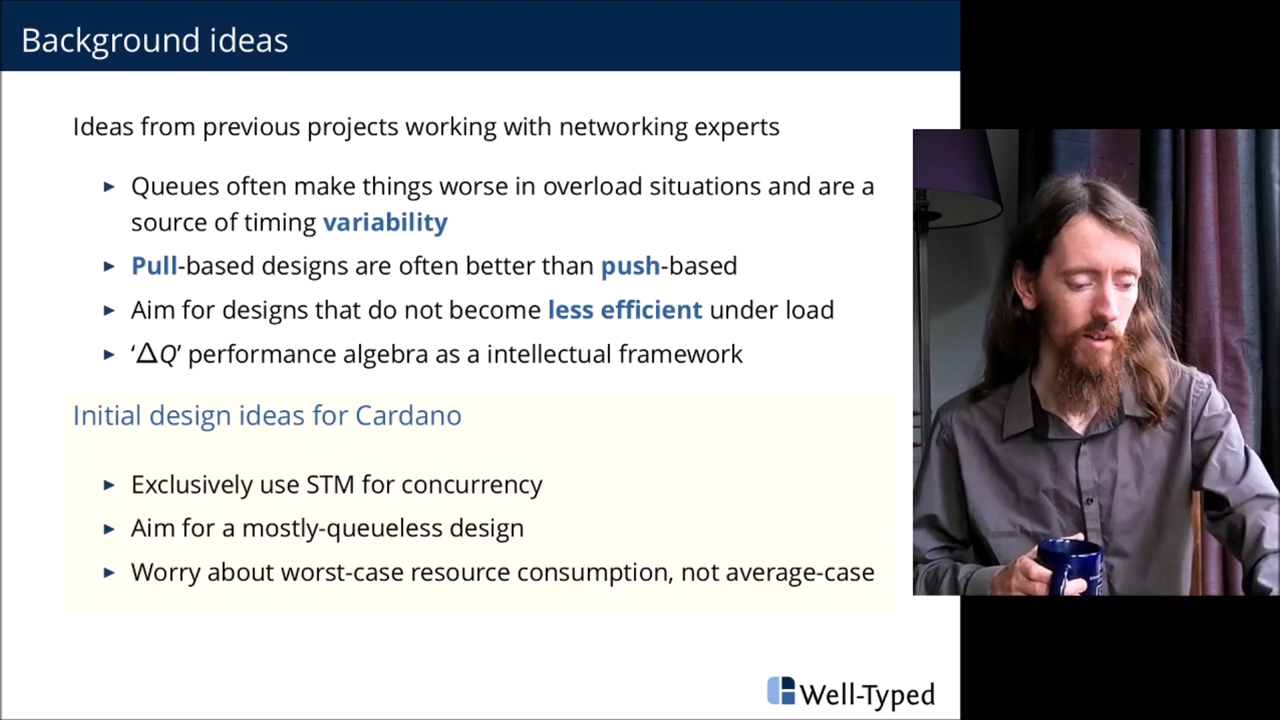 Background ideas
Ideas from previous projects working with networking experts
Queues often make things worse in overload situations and are a
source of timing variability
Pull-based designs are often better than push-based
Aim for designs that do not become less efficient under load
‘ΔQ’ performance algebra as a intellectual framework
Initial design ideas for Cardano
Exclusively use STM for concurrency
Aim for a mostly-queueless design
Worry about worst-case resource consumption, not average-case
Well-Typed